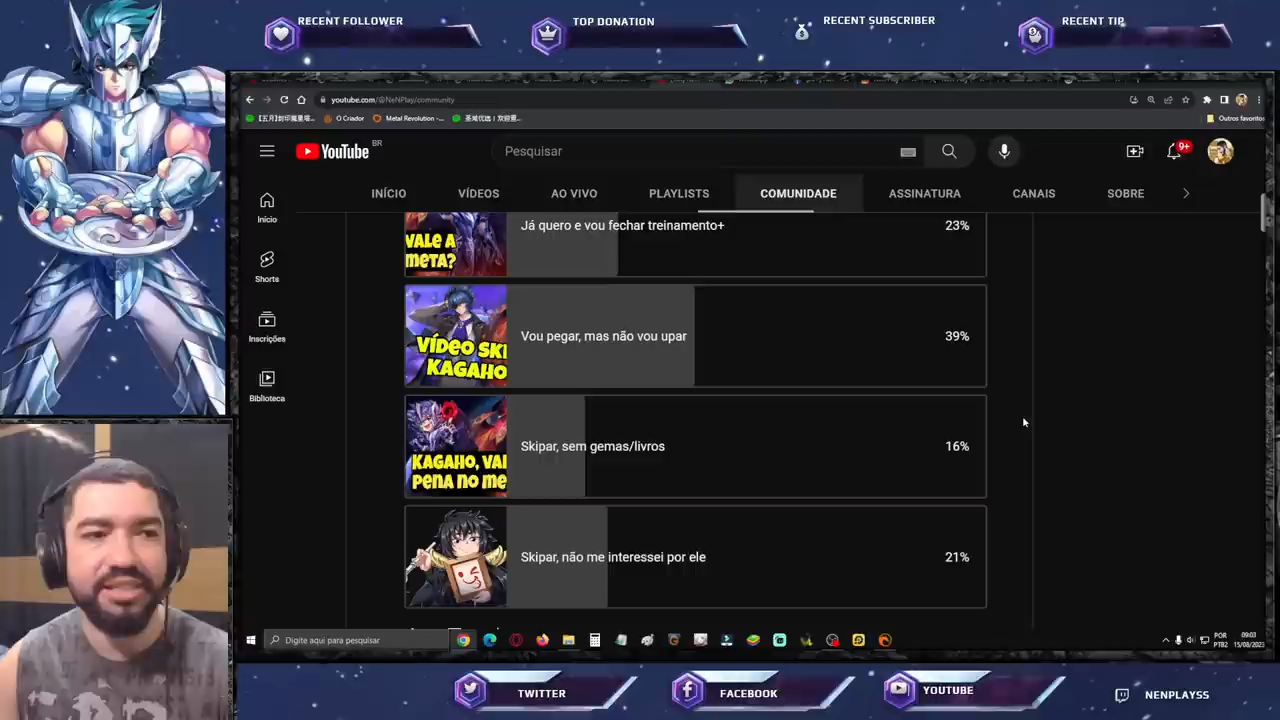 RECENT FOLLOWER
TOP DONATION
RECENT SUBSCRIBER
RECENT TIP
youtube.com/@NeNPlay/community
O Criador
Metal Revolution -...
Outros favoritos
YouTube BR
Pesquisar
9+
INÍCIO
VÍDEOS
AO VIVO
PLAYLISTS
COMUNIDADE
ASSINATURA
CANAIS
SOBRE
Início
Shorts
Inscrições
Biblioteca
VALE A
META?
Já quero e vou fechar treinamento+
23%
VÍDEO SKI
KAGAHO
Vou pegar, mas não vou upar
39%
KAGAHO, VAL
PENA NO ME
Skipar, sem gemas/livros
16%
Skipar, não me interessei por ele
21%
Digite aqui para pesquisar
POR
PTB2
09:03
15/08/2023
TWITTER
FACEBOOK
YOUTUBE
NENPLAYSS